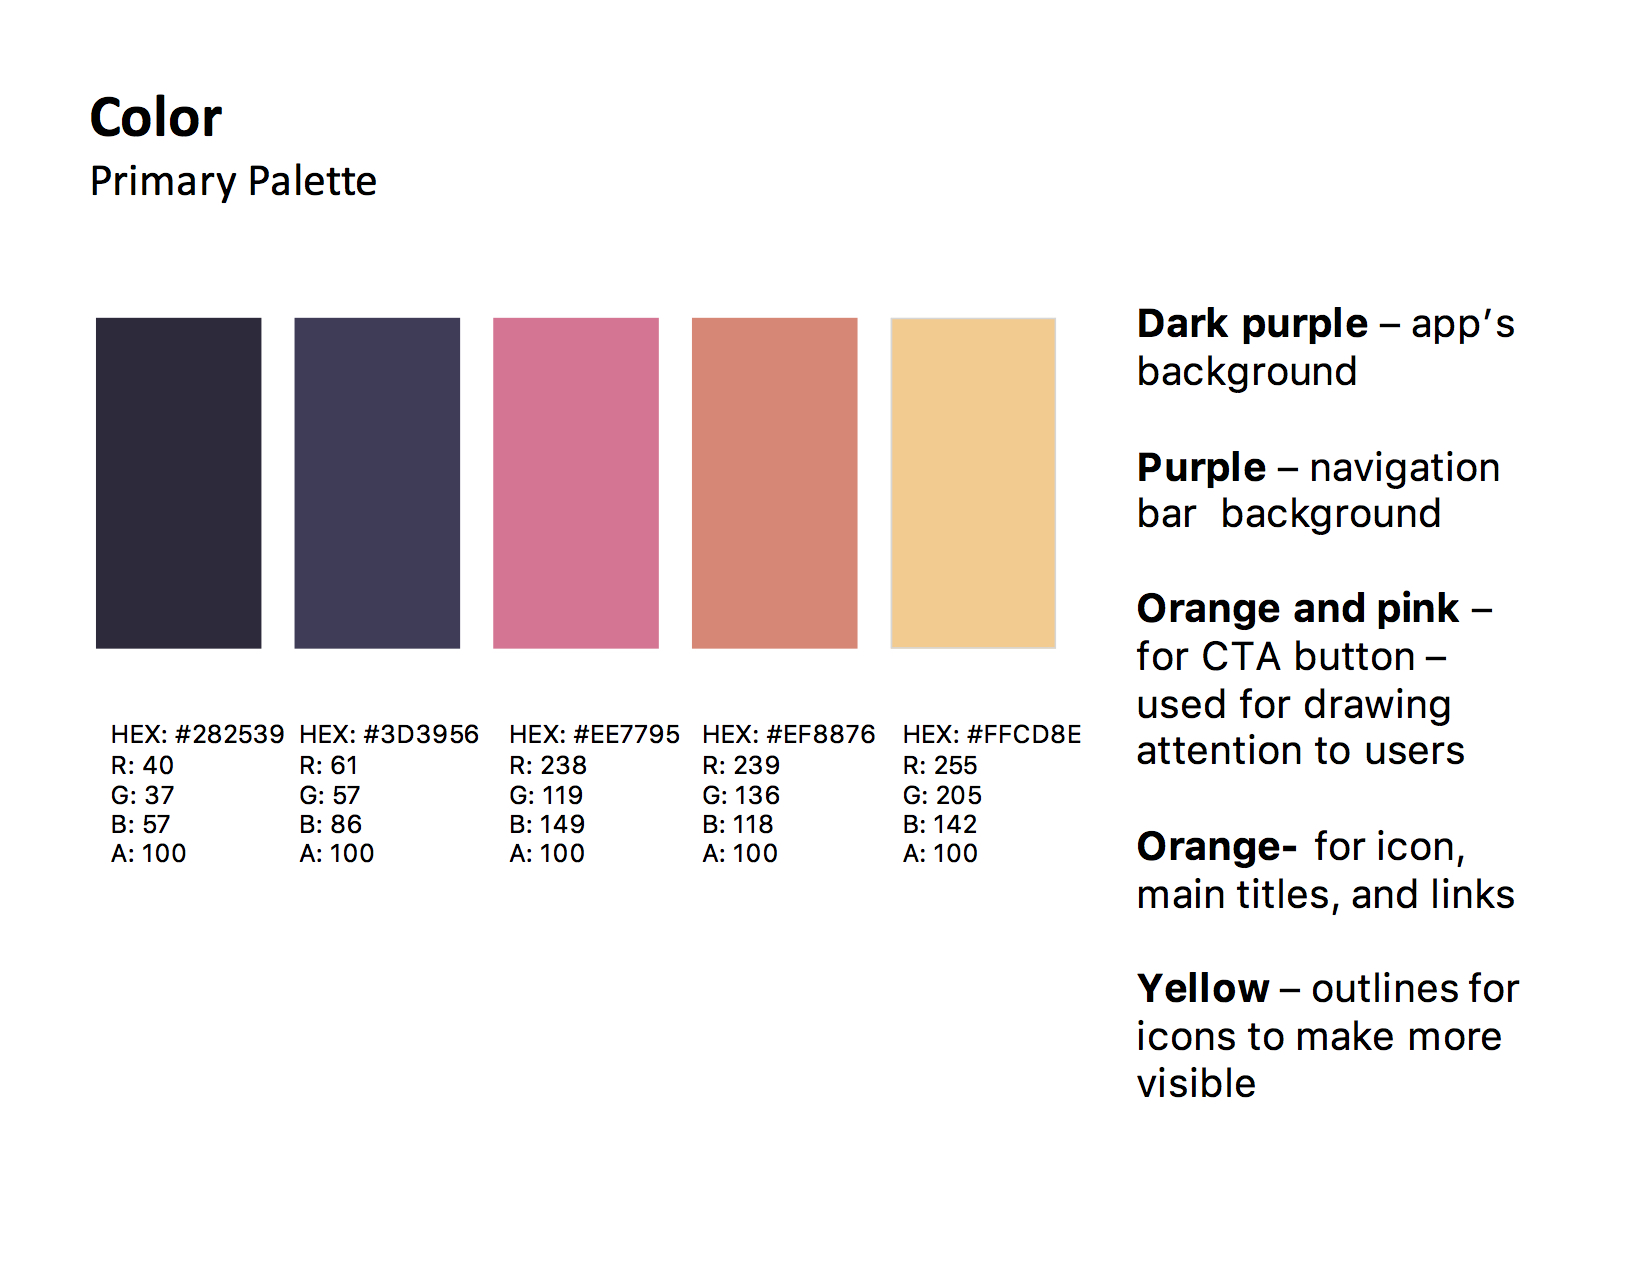 Color
Primary Palette
HEX: #282539
R: 40
G: 37
B: 57
A: 100
HEX: #3D3956
R: 61
G: 57
B: 86
A: 100
HEX: #EE7795
R: 238
G: 119
B: 149
A: 100
HEX: #EF8876
R: 239
G: 136
B: 118
A: 100
HEX: #FFCD8E
R: 255
G: 205
B: 142
A: 100
Dark purple – app’s
background
Purple – navigation
bar  background
Orange and pink –
for CTA button –
used for drawing
attention to users
Orange-  for icon,
main titles, and links
Yellow – outlines for
icons to make more
visible